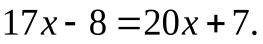 17x - 8 = 20x + 7.